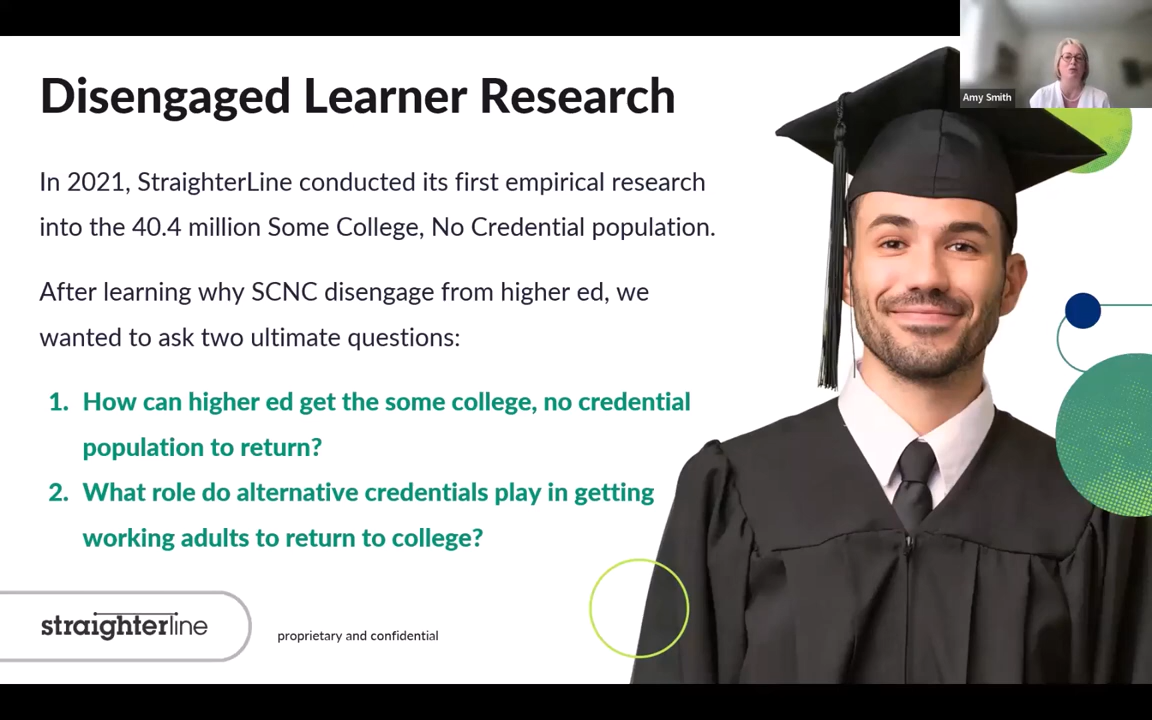 Disengaged Learner Research
Amy Smith
In 2021, StraighterLine conducted its first empirical research
into the 40.4 million Some College, No Credential population.
After learning why SCNC disengage from higher ed, we
wanted to ask two ultimate questions:
1. How can higher ed get the some college, no credential
population to return?
2. What role do alternative credentials play in getting
working adults to return to college?
straighterline
proprietary and confidential